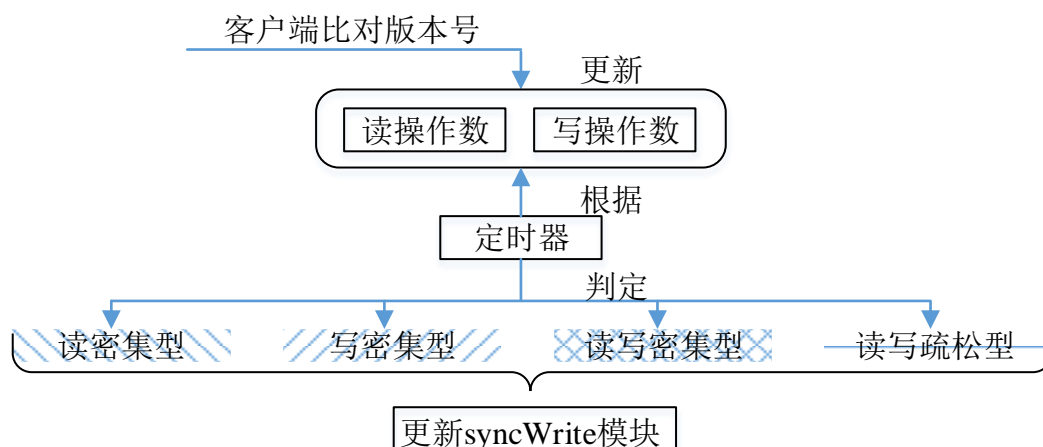 客户端比对版本号
更新
读操作数 写操作数
根据
定时器
判定
读密集型 写密集型 读写密集型 读写疏松型
更新syncWrite模块